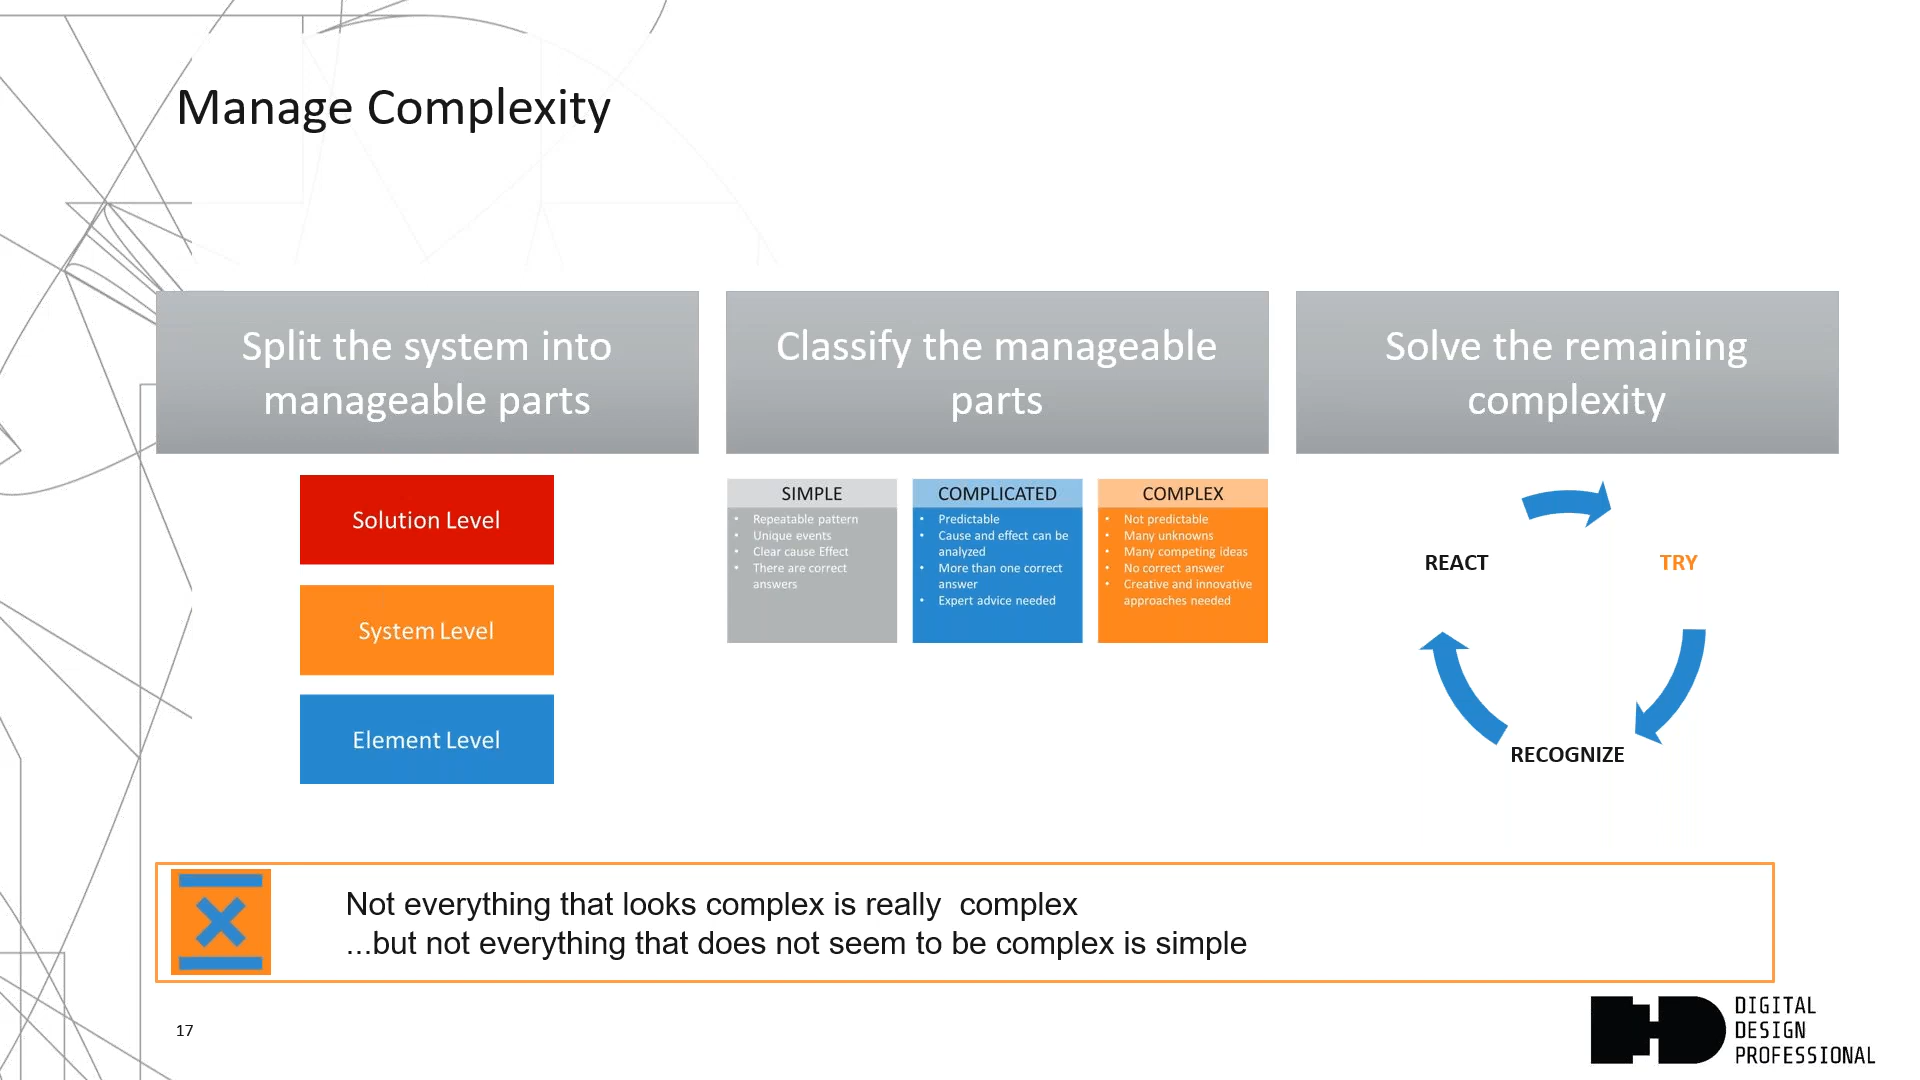 Manage Complexity
Split the system into
manageable parts
Solution Level
System Level
Element Level
Classify the manageable
parts
SIMPLE
• Repeatable pattern
• Unique events
• Clear cause Effect
• There are correct
answers
COMPLICATED
• Predictable
• Cause and effect can be
analyzed
• More than one correct
answer
• Expert advice needed
COMPLEX
• Not predictable
• Many unknowns
• Many competing ideas
• No correct answer
• Creative and innovative
approaches needed
Solve the remaining
complexity
REACT
TRY
RECOGNIZE
Not everything that looks complex is really  complex
...but not everything that does not seem to be complex is simple
17
DIGITAL
DESIGN
PROFESSIONAL